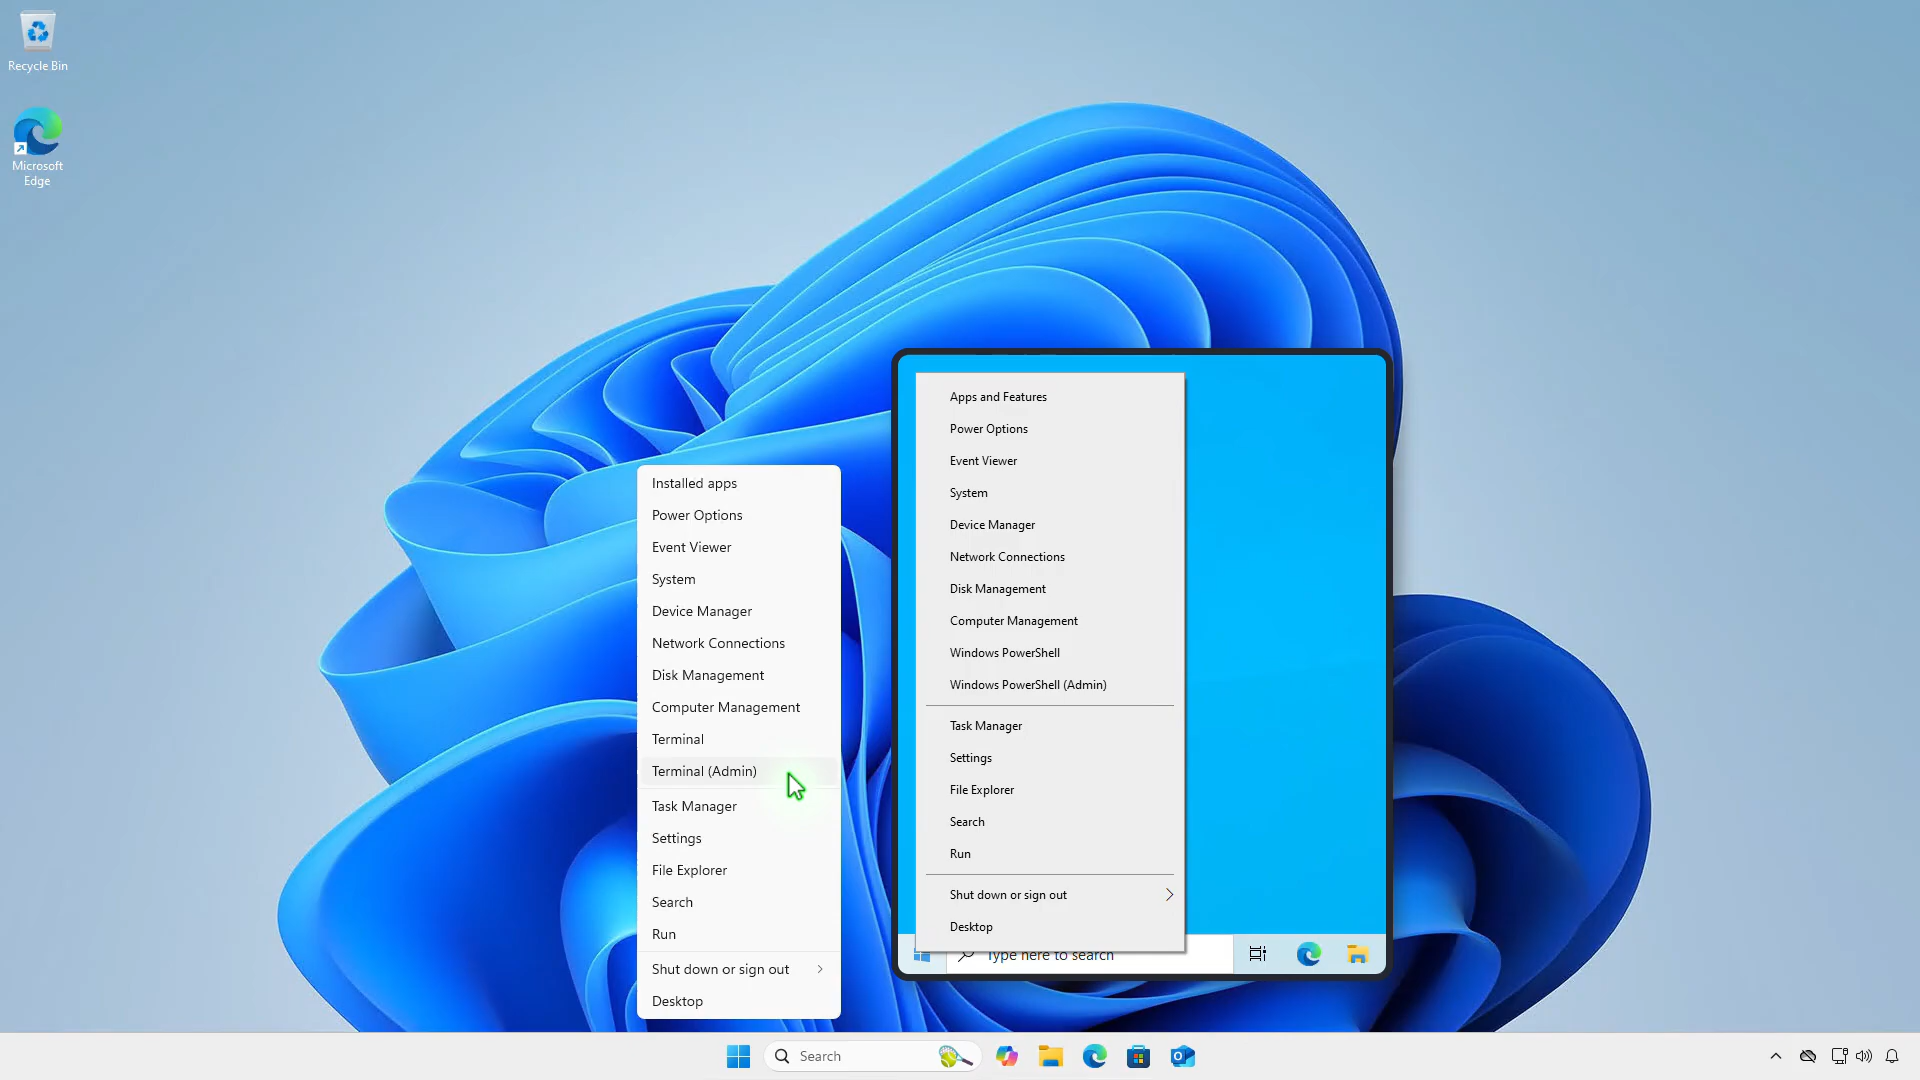 Recycle Bin
Microsoft
Edge
Installed apps
Power Options
Event Viewer
System
Device Manager
Network Connections
Disk Management
Computer Management
Terminal
Terminal (Admin)
Task Manager
Settings
File Explorer
Search
Run
Shut down or sign out
Desktop
Apps and Features
Power Options
Event Viewer
System
Device Manager
Network Connections
Disk Management
Computer Management
Windows PowerShell
Windows PowerShell (Admin)
Task Manager
Settings
File Explorer
Search
Run
Shut down or sign out
Desktop
Type here to search
Search